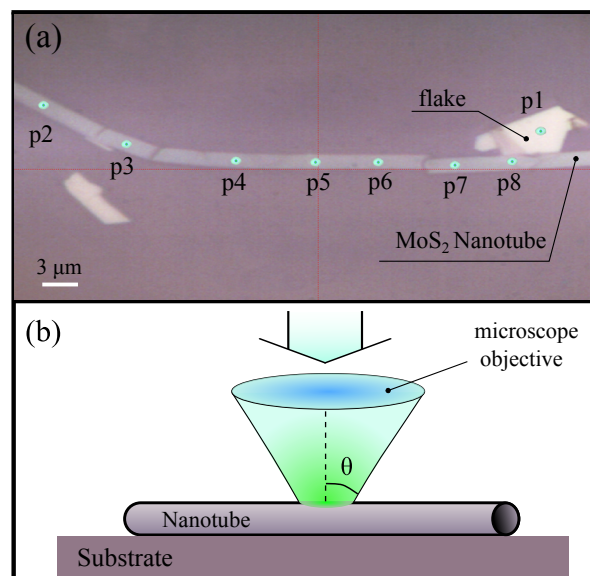 (a)
p1
flake
p2
p3
p4
p5
p6
p7
p8
MoS₂ Nanotube
3 μm
(b)
microscope
objective
θ
Nanotube
Substrate